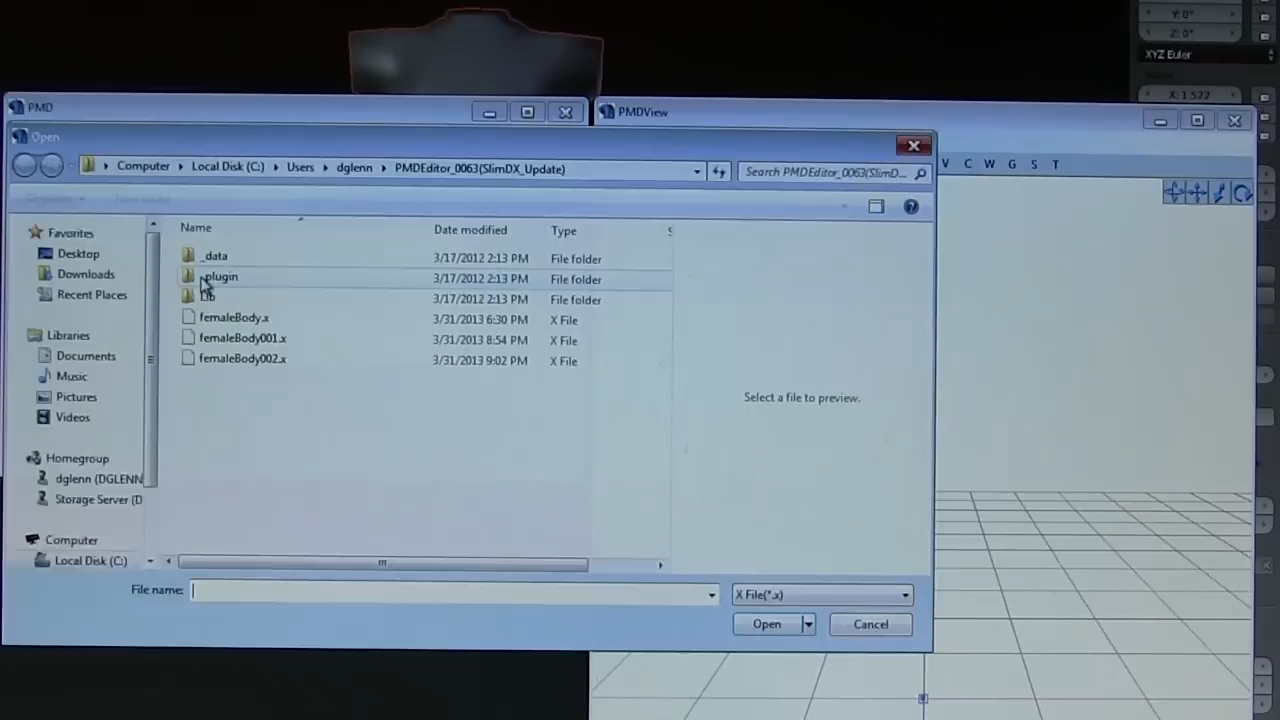 Y: 0°
Z: 0°
XYZ Euler
X: 1.522
PMD
PMDView
Open
Computer Local Disk (C:) Users dglenn PMDEditor_0063(SlimDX_Update)
Search PMDEditor_0063(SlimD...
V C W G S T
Name Date modified Type
Favorites
Desktop
Downloads
Recent Places
Libraries
Documents
Music
Pictures
Videos
Homegroup
dglenn (DGLENN
Storage Server (D
Computer
Local Disk (C:)
_data 3/17/2012 2:13 PM File folder
_plugin 3/17/2012 2:13 PM File folder
Lib 3/17/2012 2:13 PM File folder
femaleBody.x 3/31/2013 6:30 PM X File
femaleBody001.x 3/31/2013 8:54 PM X File
femaleBody002.x 3/31/2013 9:02 PM X File
Select a file to preview.
File name:
X File(*.x)
Open
Cancel